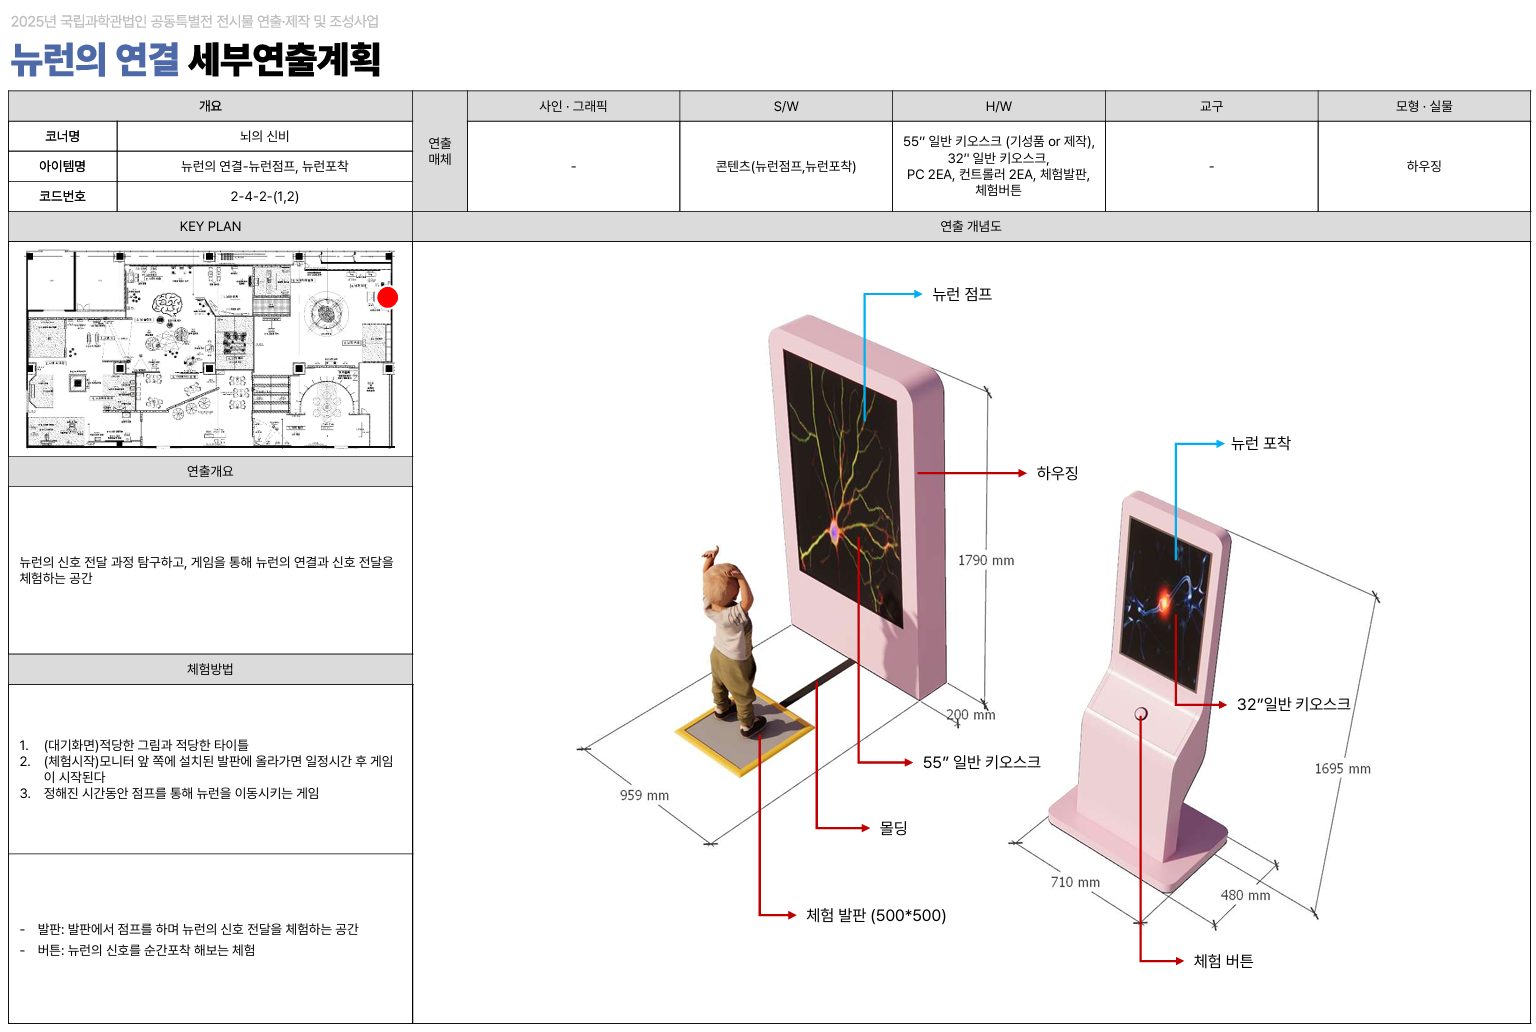 2025년 국립과학관법인 공동특별전 전시물 연출·제작 및 조성사업
뉴런의 연결 세부연출계획
개요
코너명
뇌의 신비
아이템명
뉴런의 연결-뉴런점프, 뉴런포착
코드번호
2-4-2-(1,2)
연출
매체
사인 · 그래픽
S/W
H/W
교구
모형 · 실물
-
콘텐츠(뉴런점프,뉴런포착)
55” 일반 키오스크 (기성품 or 제작),
32” 일반 키오스크,
PC 2EA, 컨트롤러 2EA, 체험발판,
체험버튼
-
하우징
KEY PLAN
연출개요
뉴런의 신호 전달 과정 탐구하고, 게임을 통해 뉴런의 연결과 신호 전달을
체험하는 공간
체험방법
1. (대기화면)적당한 그림과 적당한 타이틀
2. (체험시작)모니터 앞 쪽에 설치된 발판에 올라가면 일정시간 후 게임
이 시작된다
3. 정해진 시간동안 점프를 통해 뉴런을 이동시키는 게임
- 발판: 발판에서 점프를 하며 뉴런의 신호 전달을 체험하는 공간
- 버튼: 뉴런의 신호를 순간포착 해보는 체험
연출 개념도
뉴런 점프
하우징
1790 mm
200 mm
55” 일반 키오스크
959 mm
몰딩
체험 발판 (500*500)
뉴런 포착
32”일반 키오스크
1695 mm
710 mm
480 mm
체험 버튼